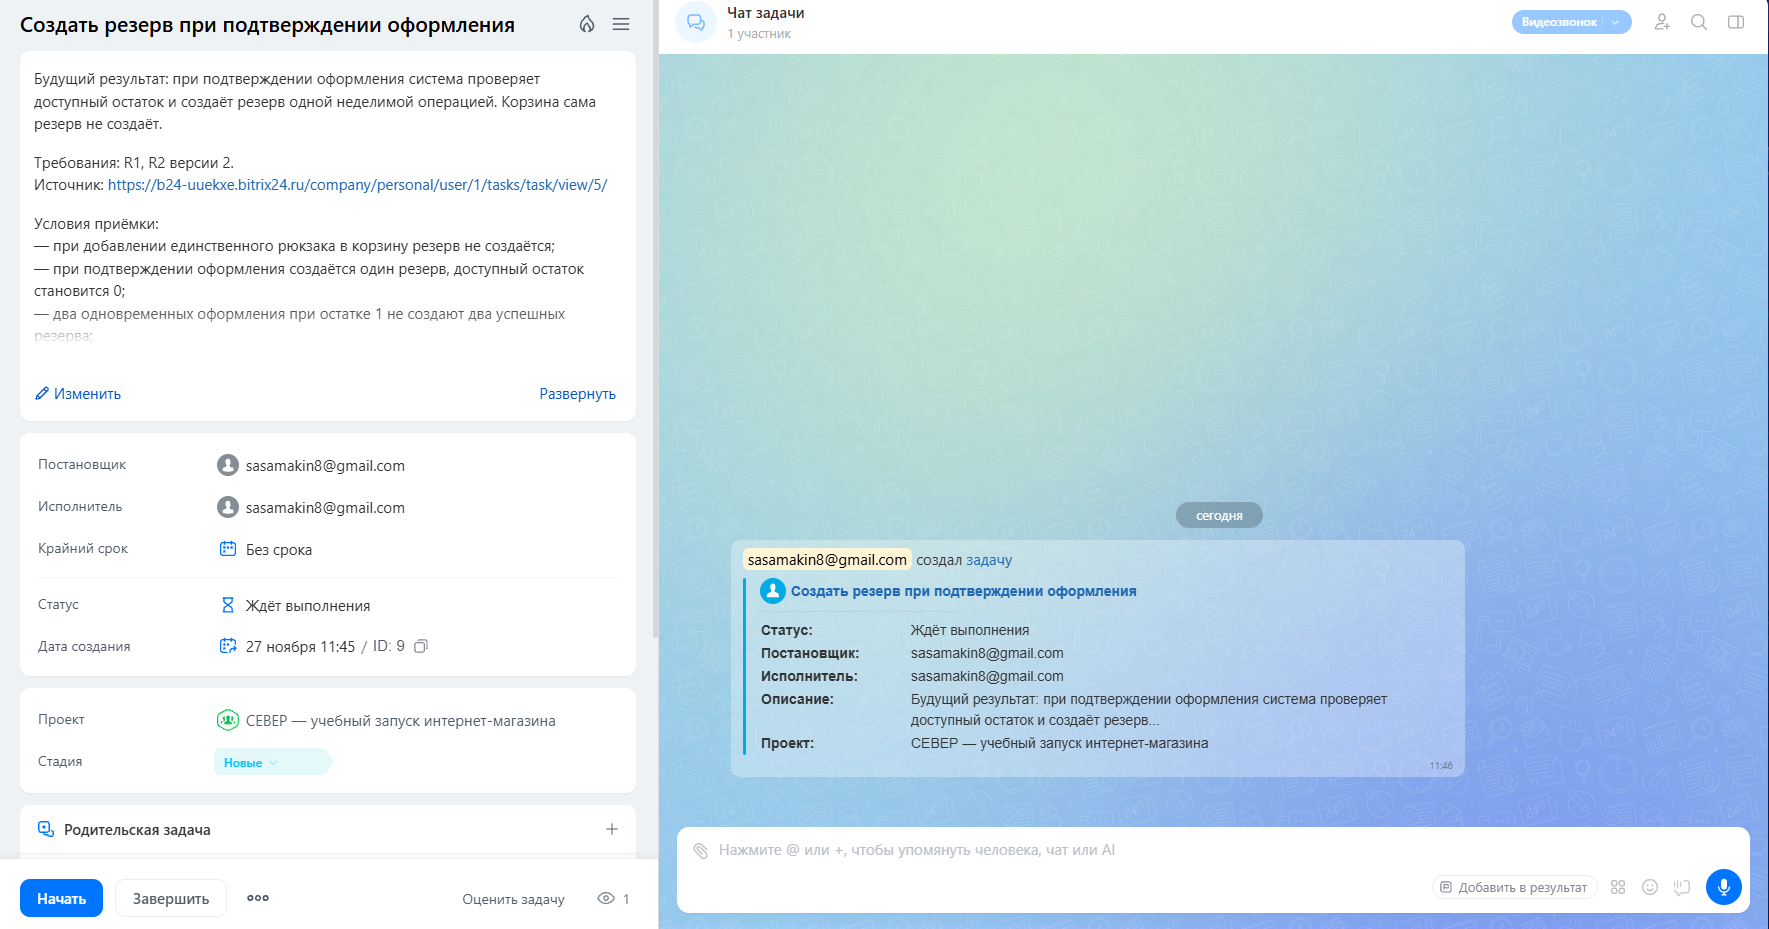 Создать резерв при подтверждении оформления
Будущий результат: при подтверждении оформления система проверяет
доступный остаток и создаёт резерв одной неделимой операцией. Корзина сама
резерв не создаёт.
Требования: R1, R2 версии 2.
Источник: https://b24-uuekxe.bitrix24.ru/company/personal/user/1/tasks/task/view/5/
Условия приёмки:
— при добавлении единственного рюкзака в корзину резерв не создаётся;
— при подтверждении оформления создаётся один резерв, доступный остаток
становится 0;
— два одновременных оформления при остатке 1 не создают два успешных
резерва;
Изменить
Развернуть
Постановщик
sasamakin8@gmail.com
Исполнитель
sasamakin8@gmail.com
Крайний срок
Без срока
Статус
Ждёт выполнения
Дата создания
27 ноября 11:45 / ID: 9
Проект
СЕВЕР — учебный запуск интернет-магазина
Стадия
Новые
Родительская задача
Начать
Завершить
Оценить задачу
1
Чат задачи
1 участник
Видеозвонок
сегодня
sasamakin8@gmail.com создал задачу
Создать резерв при подтверждении оформления
Статус: Ждёт выполнения
Постановщик: sasamakin8@gmail.com
Исполнитель: sasamakin8@gmail.com
Описание: Будущий результат: при подтверждении оформления система проверяет
доступный остаток и создаёт резерв...
Проект: СЕВЕР — учебный запуск интернет-магазина
11:46
Нажмите @ или +, чтобы упомянуть человека, чат или AI
Добавить в результат